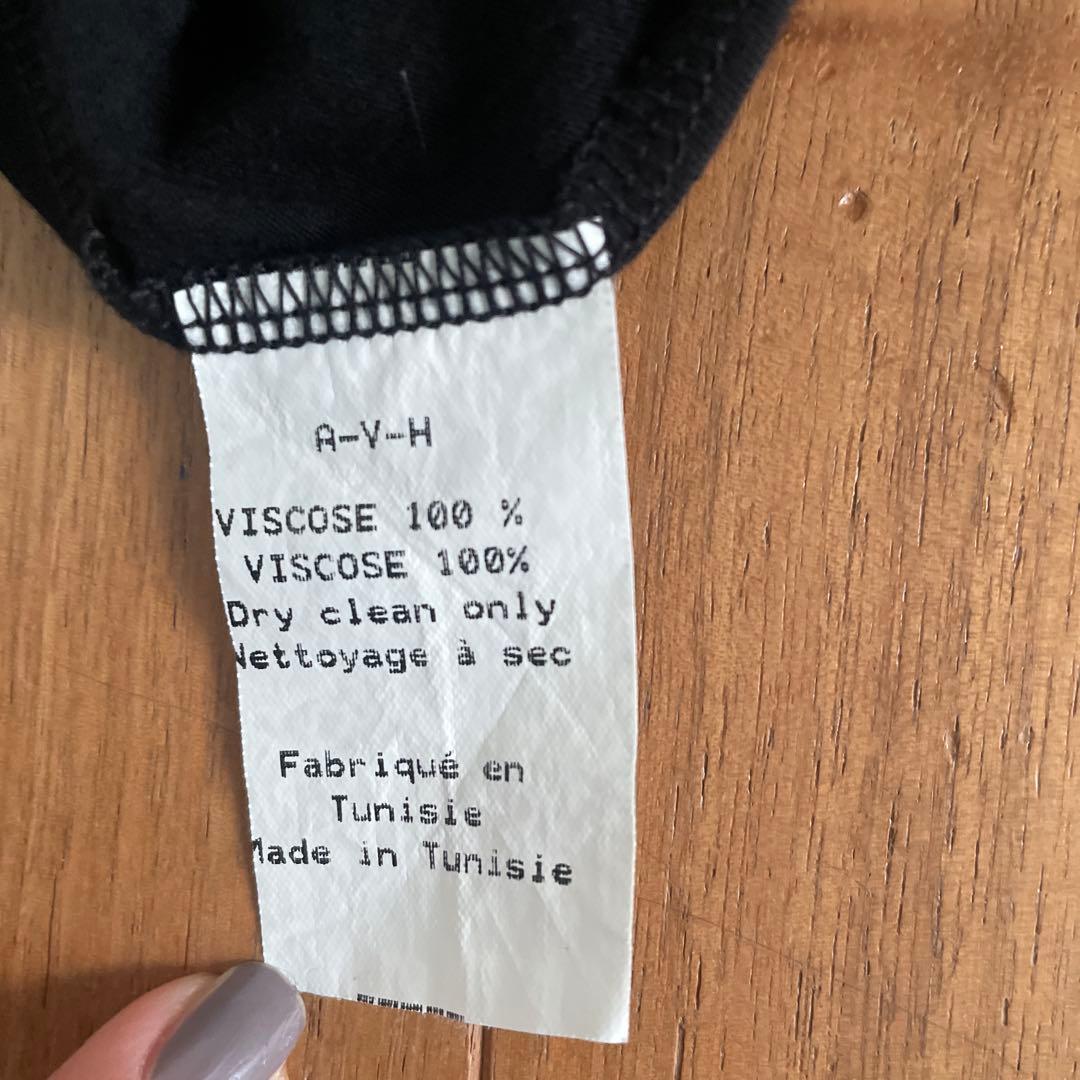 A-V-H
VISCOSE 100 %
VISCOSE 100%
Dry clean only
Nettoyage à sec
Fabriqué en
Tunisie
Made in Tunisie